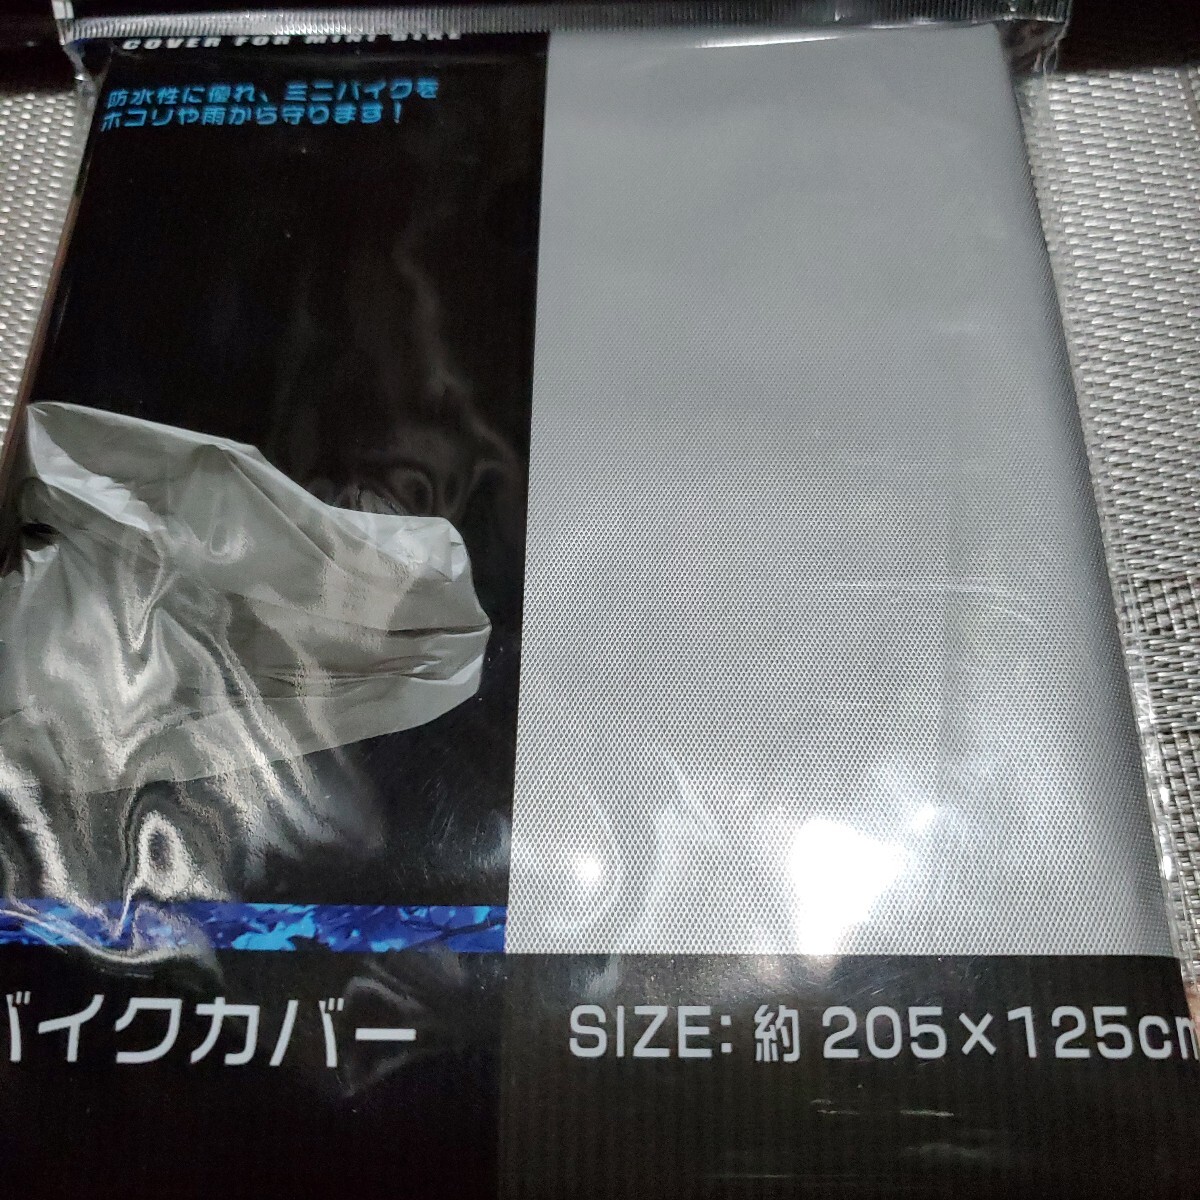 COVER FOR MINI BIKE
防水性に優れ、ミニバイクを
ホコリや雨から守ります!
バイクカバー
SIZE: 約 205×125cm